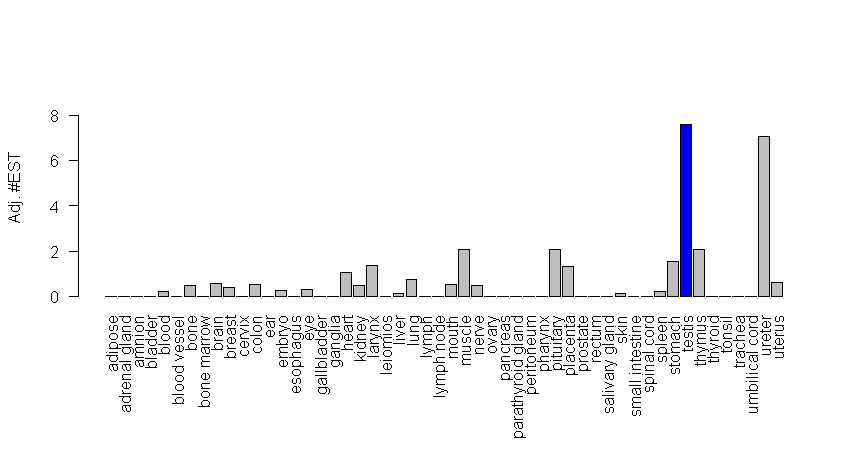 Adj. #EST
8
6
4
2
0
adipose
adrenal gland
amnion
bladder
blood
blood vessel
bone
bone marrow
brain
breast
cervix
colon
ear
embryo
esophagus
eye
gallbladder
ganglia
heart
kidney
larynx
leiomios
liver
lung
lymph
lymph node
mouth
muscle
nerve
ovary
pancreas
parathyroid gland
peritoneum
pharynx
pituitary
placenta
prostate
rectum
salivary gland
skin
small intestine
spinal cord
spleen
stomach
testis
thymus
thyroid
tonsil
trachea
umbilical cord
ureter
uterus